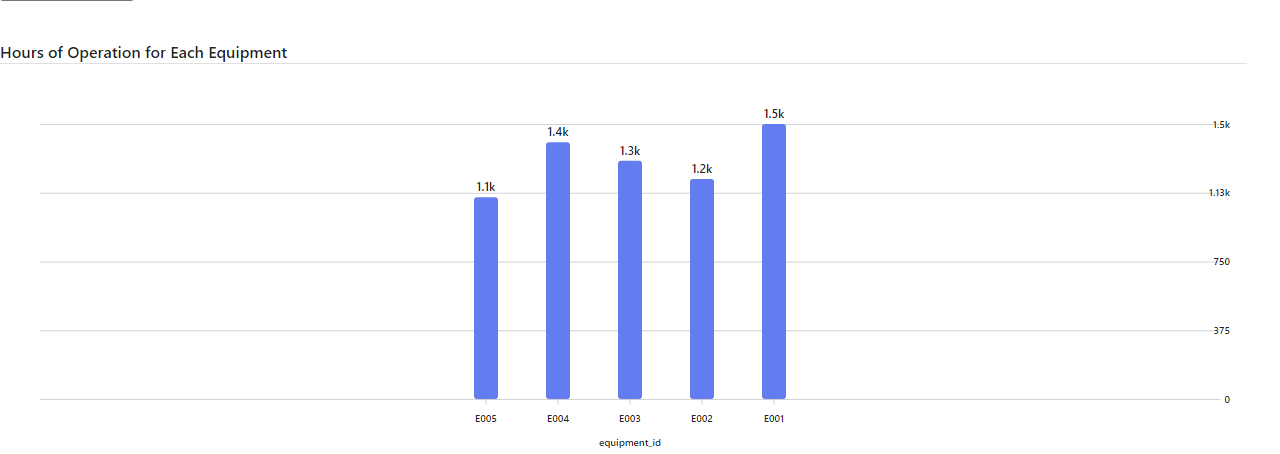 Hours of Operation for Each Equipment
1.5k
1.4k
1.5k
1.3k
1.2k
1.1k
1.13k
750
375
0
E005 E004 E003 E002 E001
equipment_id